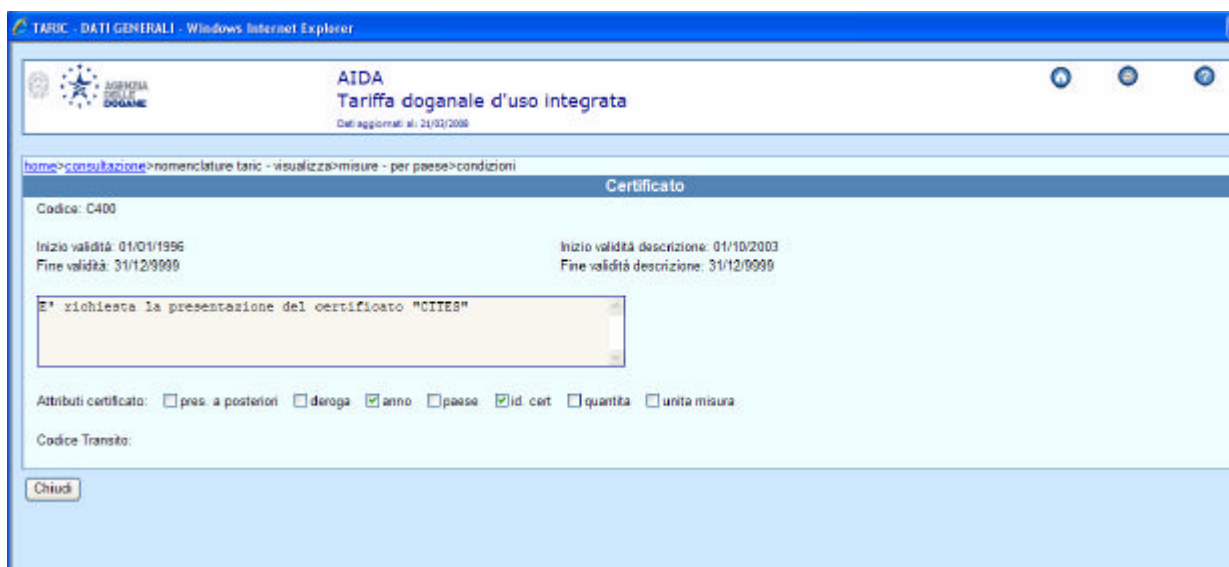 TARIC - DATI GENERALI - Windows Internet Explorer
AGENZIA
DELLE
DOGANE
AIDA
Tariffa doganale d'uso integrata
Dati aggiornati al: 21/03/2008
home>consultazione>nomenclature taric - visualizza>misure - per paese>condizioni
Certificato
Codice: C400
Inizio validità: 01/01/1996 Inizio validità descrizione: 01/10/2003
Fine validità: 31/12/9999 Fine validità descrizione: 31/12/9999
E' richiesta la presentazione del certificato "CITES"
Attributi certificato: pres. a posteriori deroga anno paese id. cert quantita unita misura
Codice Transito:
Chiudi